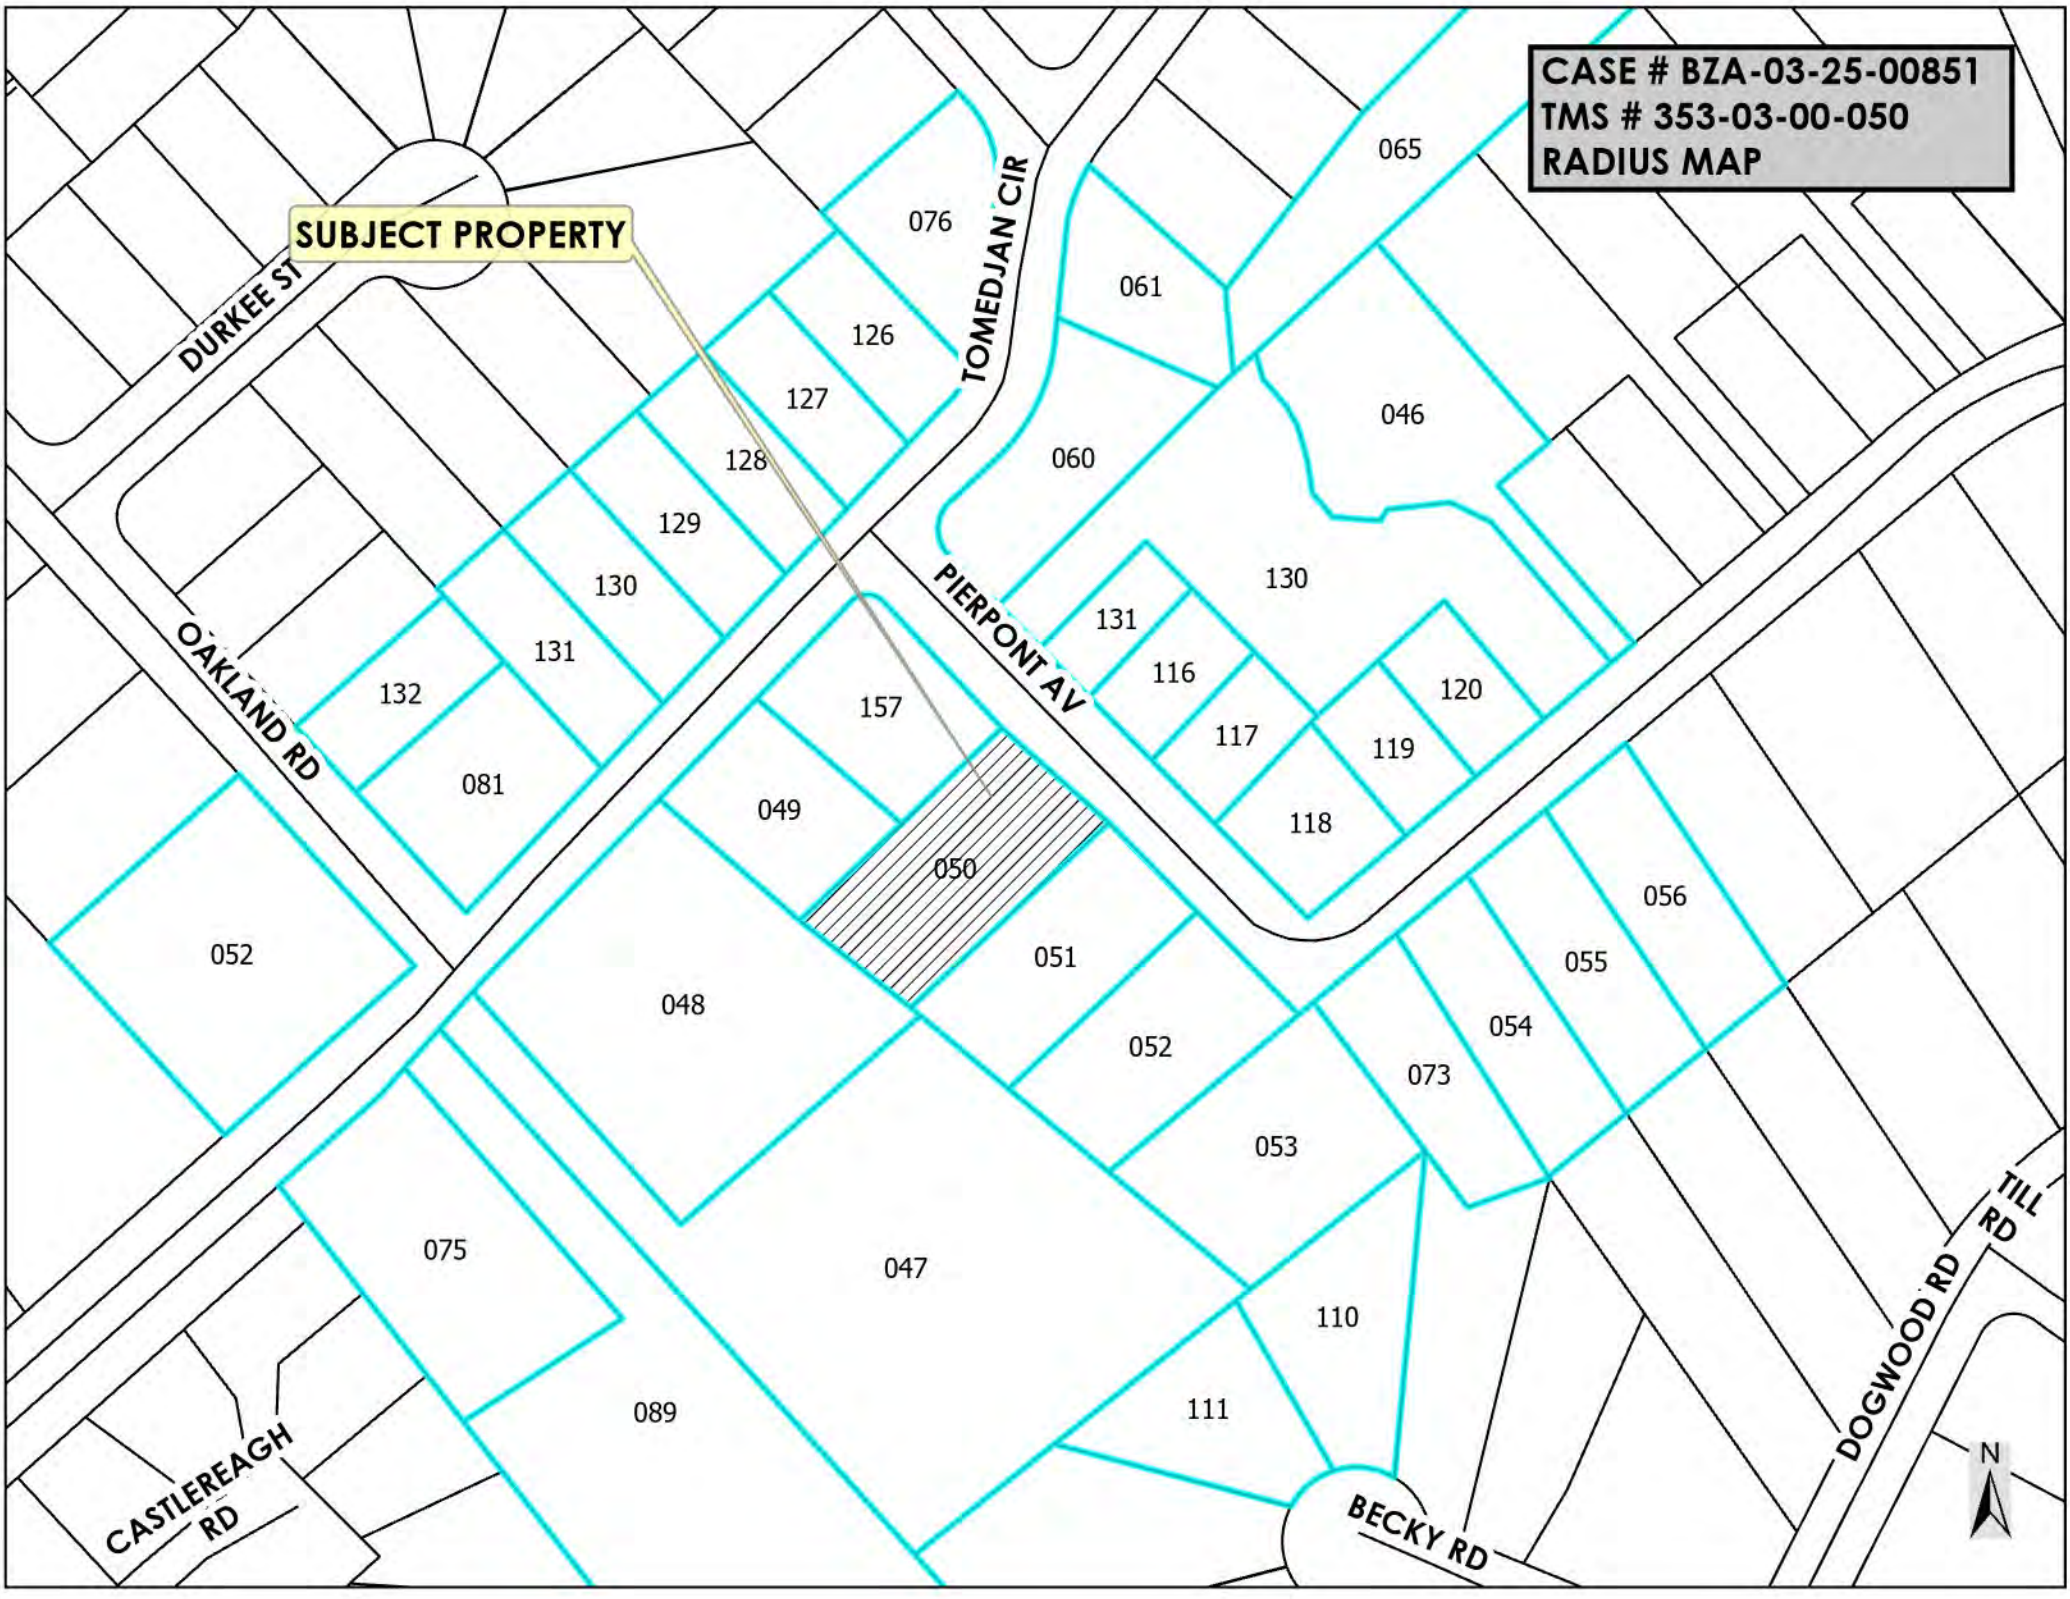 CASE # BZA-03-25-00851
TMS # 353-03-00-050
RADIUS MAP
065
076
SUBJECT PROPERTY
TOMEDJAN CIR
061
DURKEE ST
126
127
046
128
060
129
130
130
PIERPONT AV
131
131
OAKLAND RD
132
116
120
157
117
119
081
049
118
050
056
052
051
055
048
054
052
073
053
TILL
RD
075
047
110
DOGWOOD RD
089
111
CASTLEREAGH
RD
BECKY RD
N